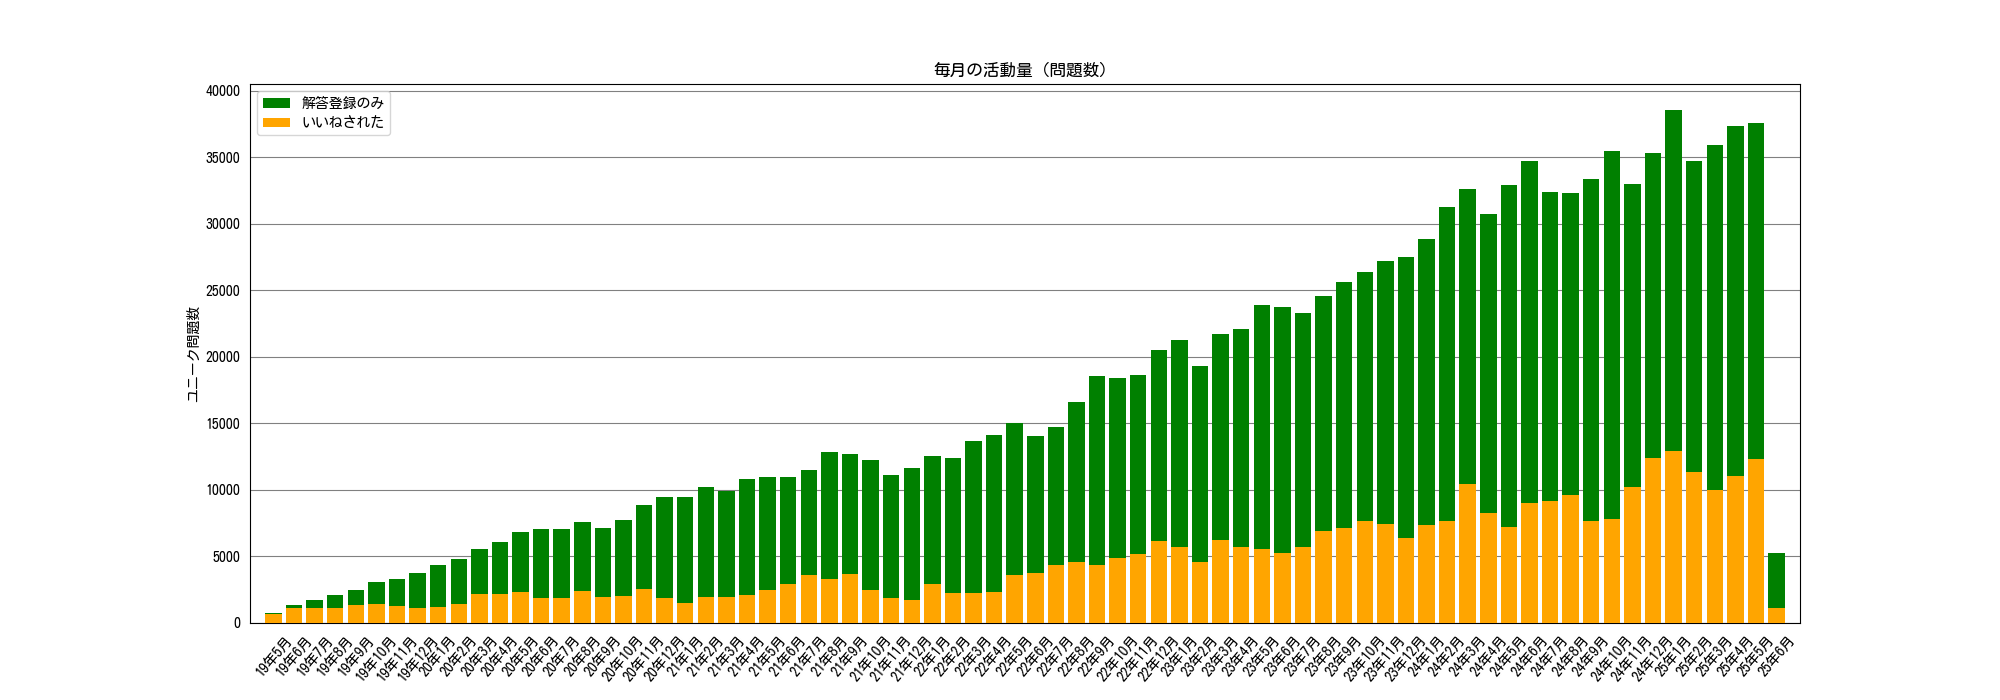 毎月の活動量（問題数）
解答登録のみ
いいねされた
ユニーク問題数
40000
35000
30000
25000
20000
15000
10000
5000
0
19年5月
19年6月
19年7月
19年8月
19年9月
19年10月
19年11月
19年12月
20年1月
20年2月
20年3月
20年4月
20年5月
20年6月
20年7月
20年8月
20年9月
20年10月
20年11月
20年12月
21年1月
21年2月
21年3月
21年4月
21年5月
21年6月
21年7月
21年8月
21年9月
21年10月
21年11月
21年12月
22年1月
22年2月
22年3月
22年4月
22年5月
22年6月
22年7月
22年8月
22年9月
22年10月
22年11月
22年12月
23年1月
23年2月
23年3月
23年4月
23年5月
23年6月
23年7月
23年8月
23年9月
23年10月
23年11月
23年12月
24年1月
24年2月
24年3月
24年4月
24年5月
24年6月
24年7月
24年8月
24年9月
24年10月
24年11月
24年12月
25年1月
25年2月
25年3月
25年4月
25年5月
25年6月